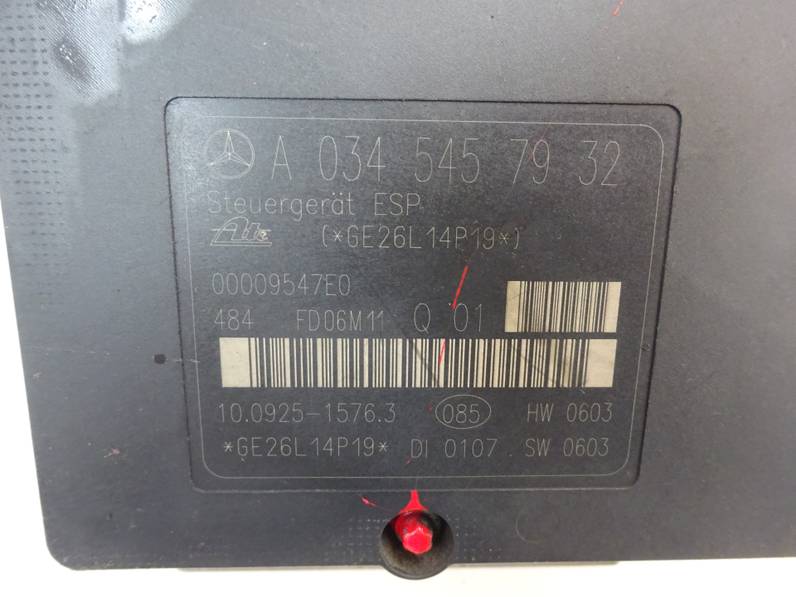 A 034 545 79 32
Steuergerät ESP
Ate (*GE26L14P19*)
00009547E0
484 FD06M11 Q 01
10.0925-1576.3 085 HW 0603
*GE26L14P19* DI 0107 SW 0603